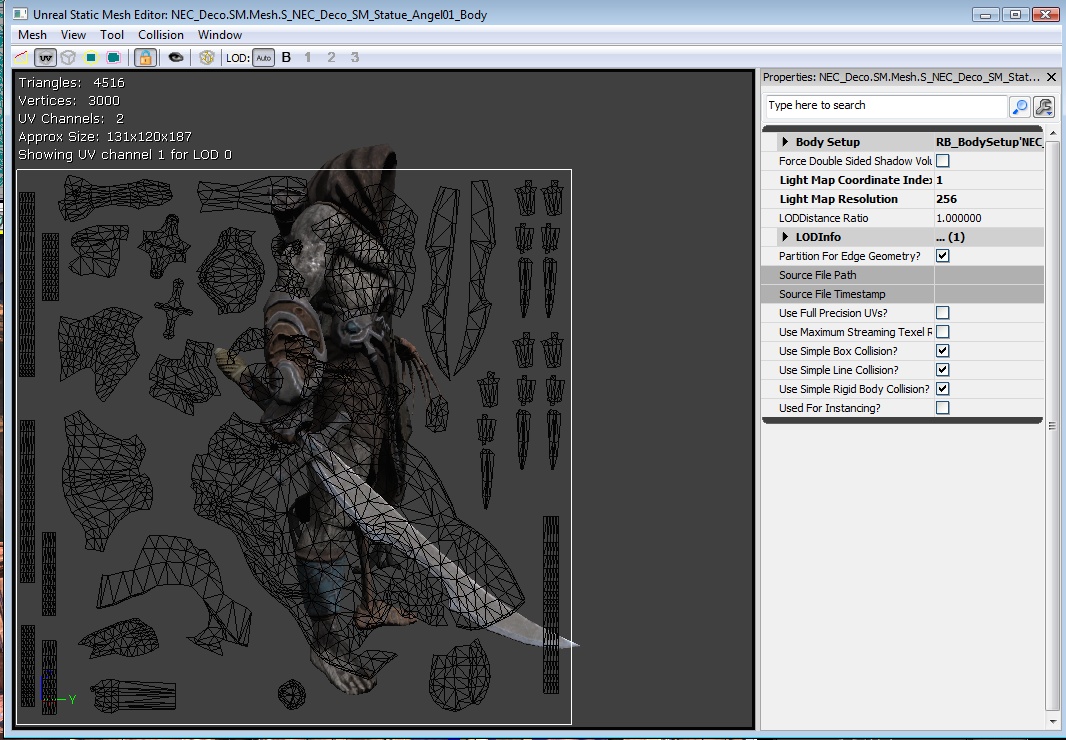 Unreal Static Mesh Editor: NEC_Deco.SM.Mesh.S_NEC_Deco_SM_Statue_Angel01_Body
Mesh View Tool Collision Window
UV LOD: Auto B 1 2 3
Triangles: 4516
Vertices: 3000
UV Channels: 2
Approx Size: 131x120x187
Showing UV channel 1 for LOD 0
Y
Properties: NEC_Deco.SM.Mesh.S_NEC_Deco_SM_Stat...
Type here to search
Body Setup RB_BodySetup'NEC_
Force Double Sided Shadow Volu
Light Map Coordinate Index 1
Light Map Resolution 256
LODDistance Ratio 1.000000
LODInfo ... (1)
Partition For Edge Geometry?
Source File Path
Source File Timestamp
Use Full Precision UVs?
Use Maximum Streaming Texel R
Use Simple Box Collision?
Use Simple Line Collision?
Use Simple Rigid Body Collision?
Used For Instancing?